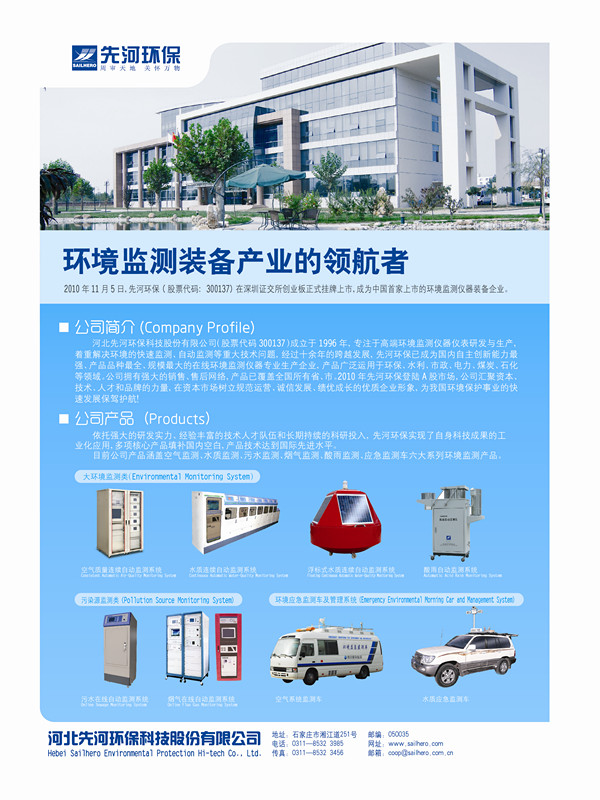 先河环保
SAILHERO
周审天地 关怀万物
环境监测装备产业的领航者
2010年11月5日,先河环保(股票代码: 300137)在深圳证交所创业板正式挂牌上市,成为中国首家上市的环境监测仪器装备企业。
公司简介 (Company Profile)
河北先河环保科技股份有限公司(股票代码300137)成立于1996年, 专注于高端环境监测仪器仪表研发与生产,
着重解决环境的快速监测、自动监测等重大技术问题, 经过十余年的跨越发展, 先河环保已成为国内自主创新能力最
强、产品品种最全、规模最大的在线环境监测仪器专业生产企业, 产品广泛运用于环保、水利、市政、电力、煤炭、石化
等领域, 公司拥有强大的销售、售后网络, 产品已覆盖全国所有省、市, 2010年先河环保登陆A股市场, 公司汇聚资本、
技术、人才和品牌的力量, 在资本市场树立规范运营、诚信发展、绩优成长的优质企业形象, 为我国环境保护事业的快
速发展保驾护航!
公司产品 (Products)
依托强大的研发实力、经验丰富的技术人才队伍和长期持续的科研投入, 先河环保实现了自身科技成果的工
业化应用, 多项核心产品填补国内空白, 产品技术达到国际先进水平。
目前公司产品涵盖空气监测、水质监测、污水监测、烟气监测、酸雨监测、应急监测车六大系列环境监测产品。
大环境监测类(Environmental Monitoring System)
空气质量连续自动监测系统 水质连续自动监测系统 浮标式水质连续自动监测系统 酸雨自动监测系统
Continuous Automatic Air Quality Monitoring System Continuous Automatic Water Quality Monitoring System Floating Continuous Automatic Water Quality Monitoring System Automatic Acid Rain Monitoring System
污染源监测类(Pollution Source Monitoring System) 环境应急监测车及管理系统(Emergency Environmental Morning Car and Management System)
污水在线自动监测系统 烟气在线自动监测系统 空气系统监测车 水质应急监测车
Online Sewage Monitoring System Online Flue Gas Monitoring System
河北先河环保科技股份有限公司
Hebei Sailhero Environmental Protection Hi-tech Co., Ltd.
地址: 石家庄市湘江道251号 邮编: 050035
电话: 0311—8532 3985 网址: www.sailhero.com
传真: 0311—8532 3456 邮箱: coop@sailhero.com.cn